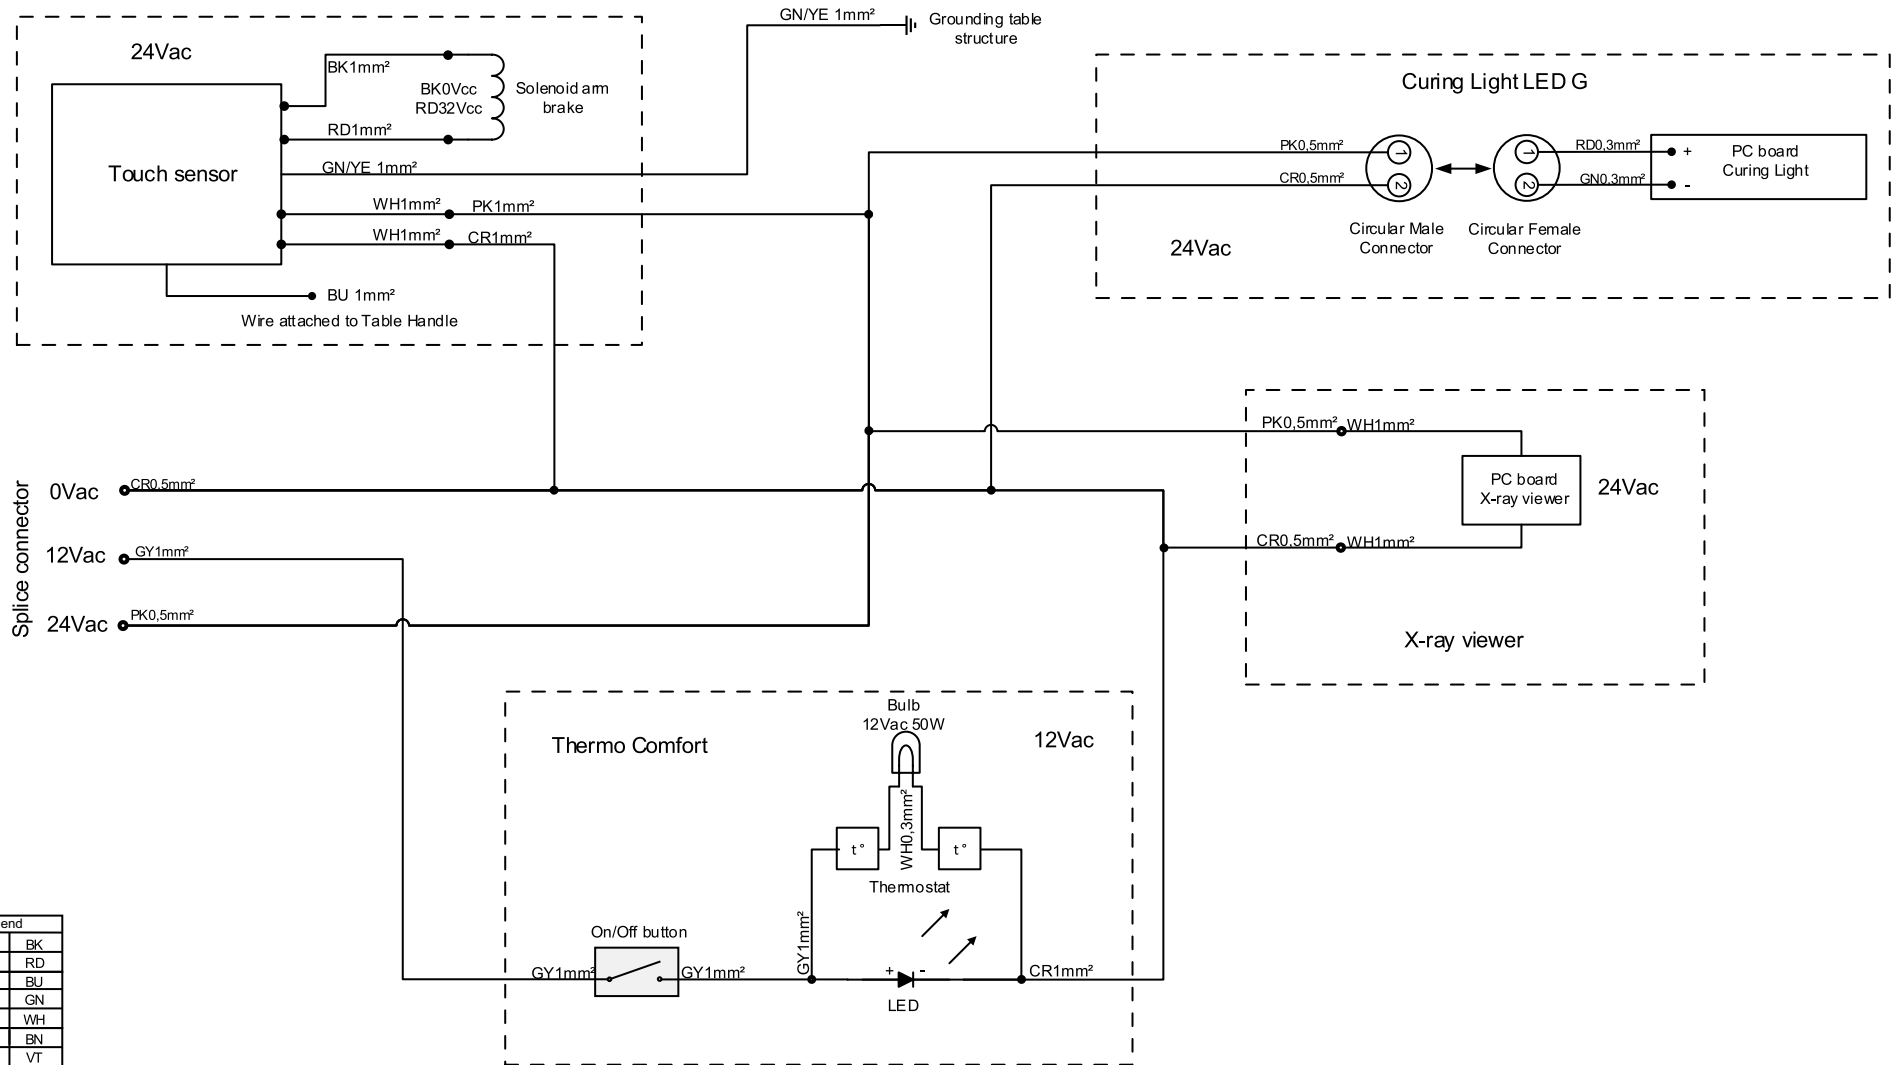 GN/YE 1mm²
Grounding table
structure
24Vac
BK1mm²
BK0Vcc
RD32Vcc
Solenoid arm
brake
RD1mm²
Touch sensor
GN/YE 1mm²
WH1mm²
PK1mm²
WH1mm²
CR1mm²
BU 1mm²
Wire attached to Table Handle
Curing Light LED G
PK0,5mm²
1
1
RD0,3mm²
+
PC board
Curing Light
CR0,5mm²
2
2
GN0,3mm²
-
Circular Male
Connector
Circular Female
Connector
24Vac
PK0,5mm²
WH1mm²
PC board
X-ray viewer
24Vac
CR0,5mm²
WH1mm²
X-ray viewer
Splice connector
0Vac
CR0,5mm²
12Vac
GY1mm²
24Vac
PK0,5mm²
Thermo Comfort
Bulb
12Vac 50W
12Vac
WH0,3mm²
t°
t°
Thermostat
On/Off button
GY1mm²
GY1mm²
GY1mm²
+
-
LED
CR1mm²
end
BK
RD
BU
GN
WH
BN
VT